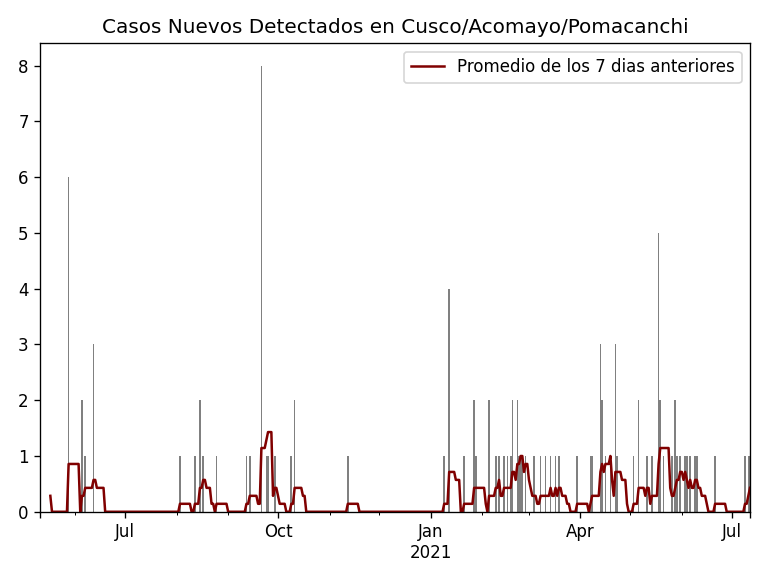 Casos Nuevos Detectados en Cusco/Acomayo/Pomacanchi
Promedio de los 7 dias anteriores
8
7
6
5
4
3
2
1
0
Jul
Oct
Jan
Apr
Jul
2021